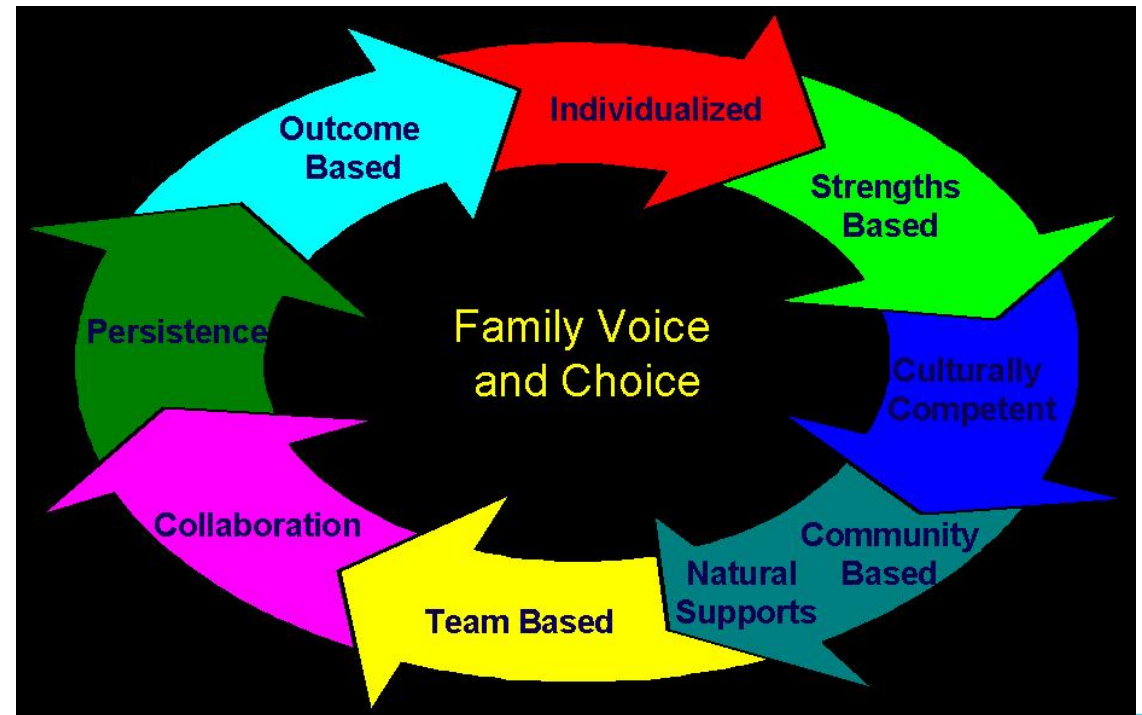 Individualized
Strengths
Based
Culturally
Competent
Community
Based
Natural
Supports
Team Based
Collaboration
Persistence
Outcome
Based
Family Voice
and Choice